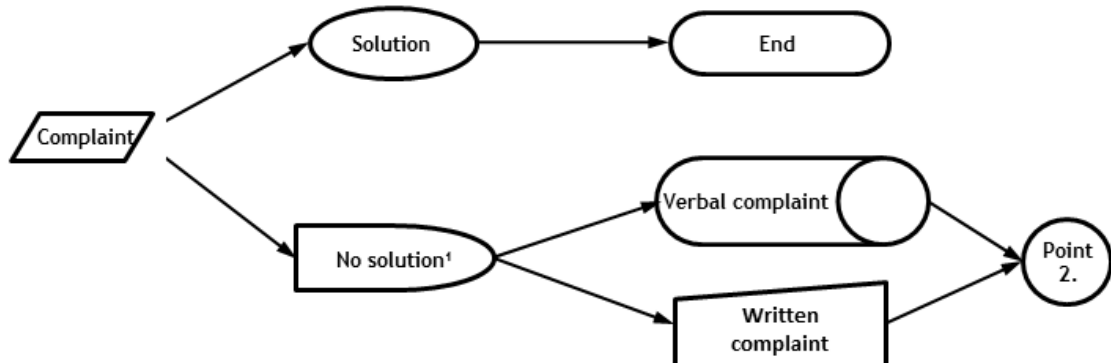 Solution
End
Complaint
No solution¹
Verbal complaint
Written
complaint
Point
2.